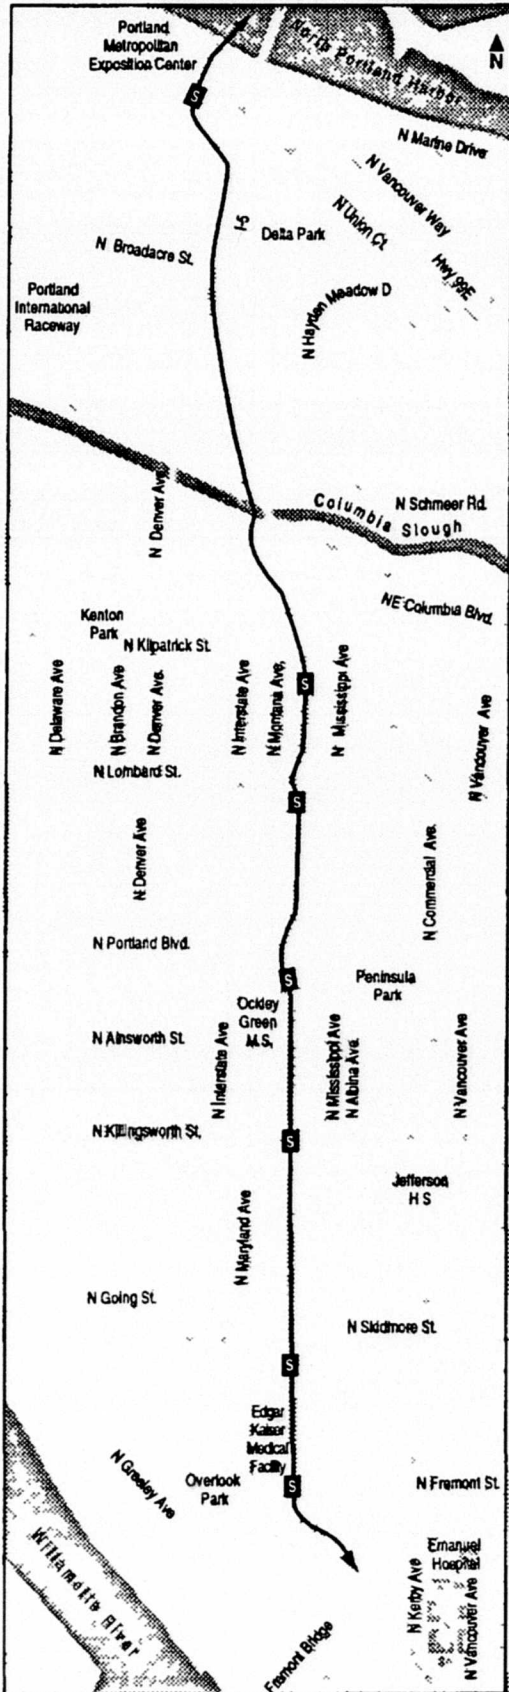 Portland
Metropolitan
Exposition Center
North Portland Harbor
N
S
N Marine Driver
N Vancouver Way
N Union Ct.
I-5
Delta Park
N Broadacre St.
Hwy 99E
Portland
International
Raceway
N Hayden Meadow D
N Denver Ave.
Columbia Slough
N Schmeer Rd.
NE Columbia Blvd.
Kenton
Park
N Kilpatrick St.
N Delaware Ave
N Brandon Ave
N Denver Ave.
N Interstate Ave
N Montana Ave,
S
N Mississippi Ave
N Vancouver Ave
N Lombard St.
S
N Denver Ave
N Commercial Ave.
N Portland Blvd.
S
Peninsula
Park
Ockley
Green
M.S,
N Ainsworth St.
N Interstate Ave
N Mississippi Ave
N Albina Ave.
N Vancouver Ave
N Killingsworth St,
S
Jefferson
H S
N Maryland Ave
N Going St.
N Skidmore St.
S
Edgar
Kaiser
Medical
Facility
N Greeley Ave
Overlook
Park
S
N Fremont St.
Emanuel
Hospital
Willamette River
N Kerby Ave
N Vancouver Ave
Fremont Bridge